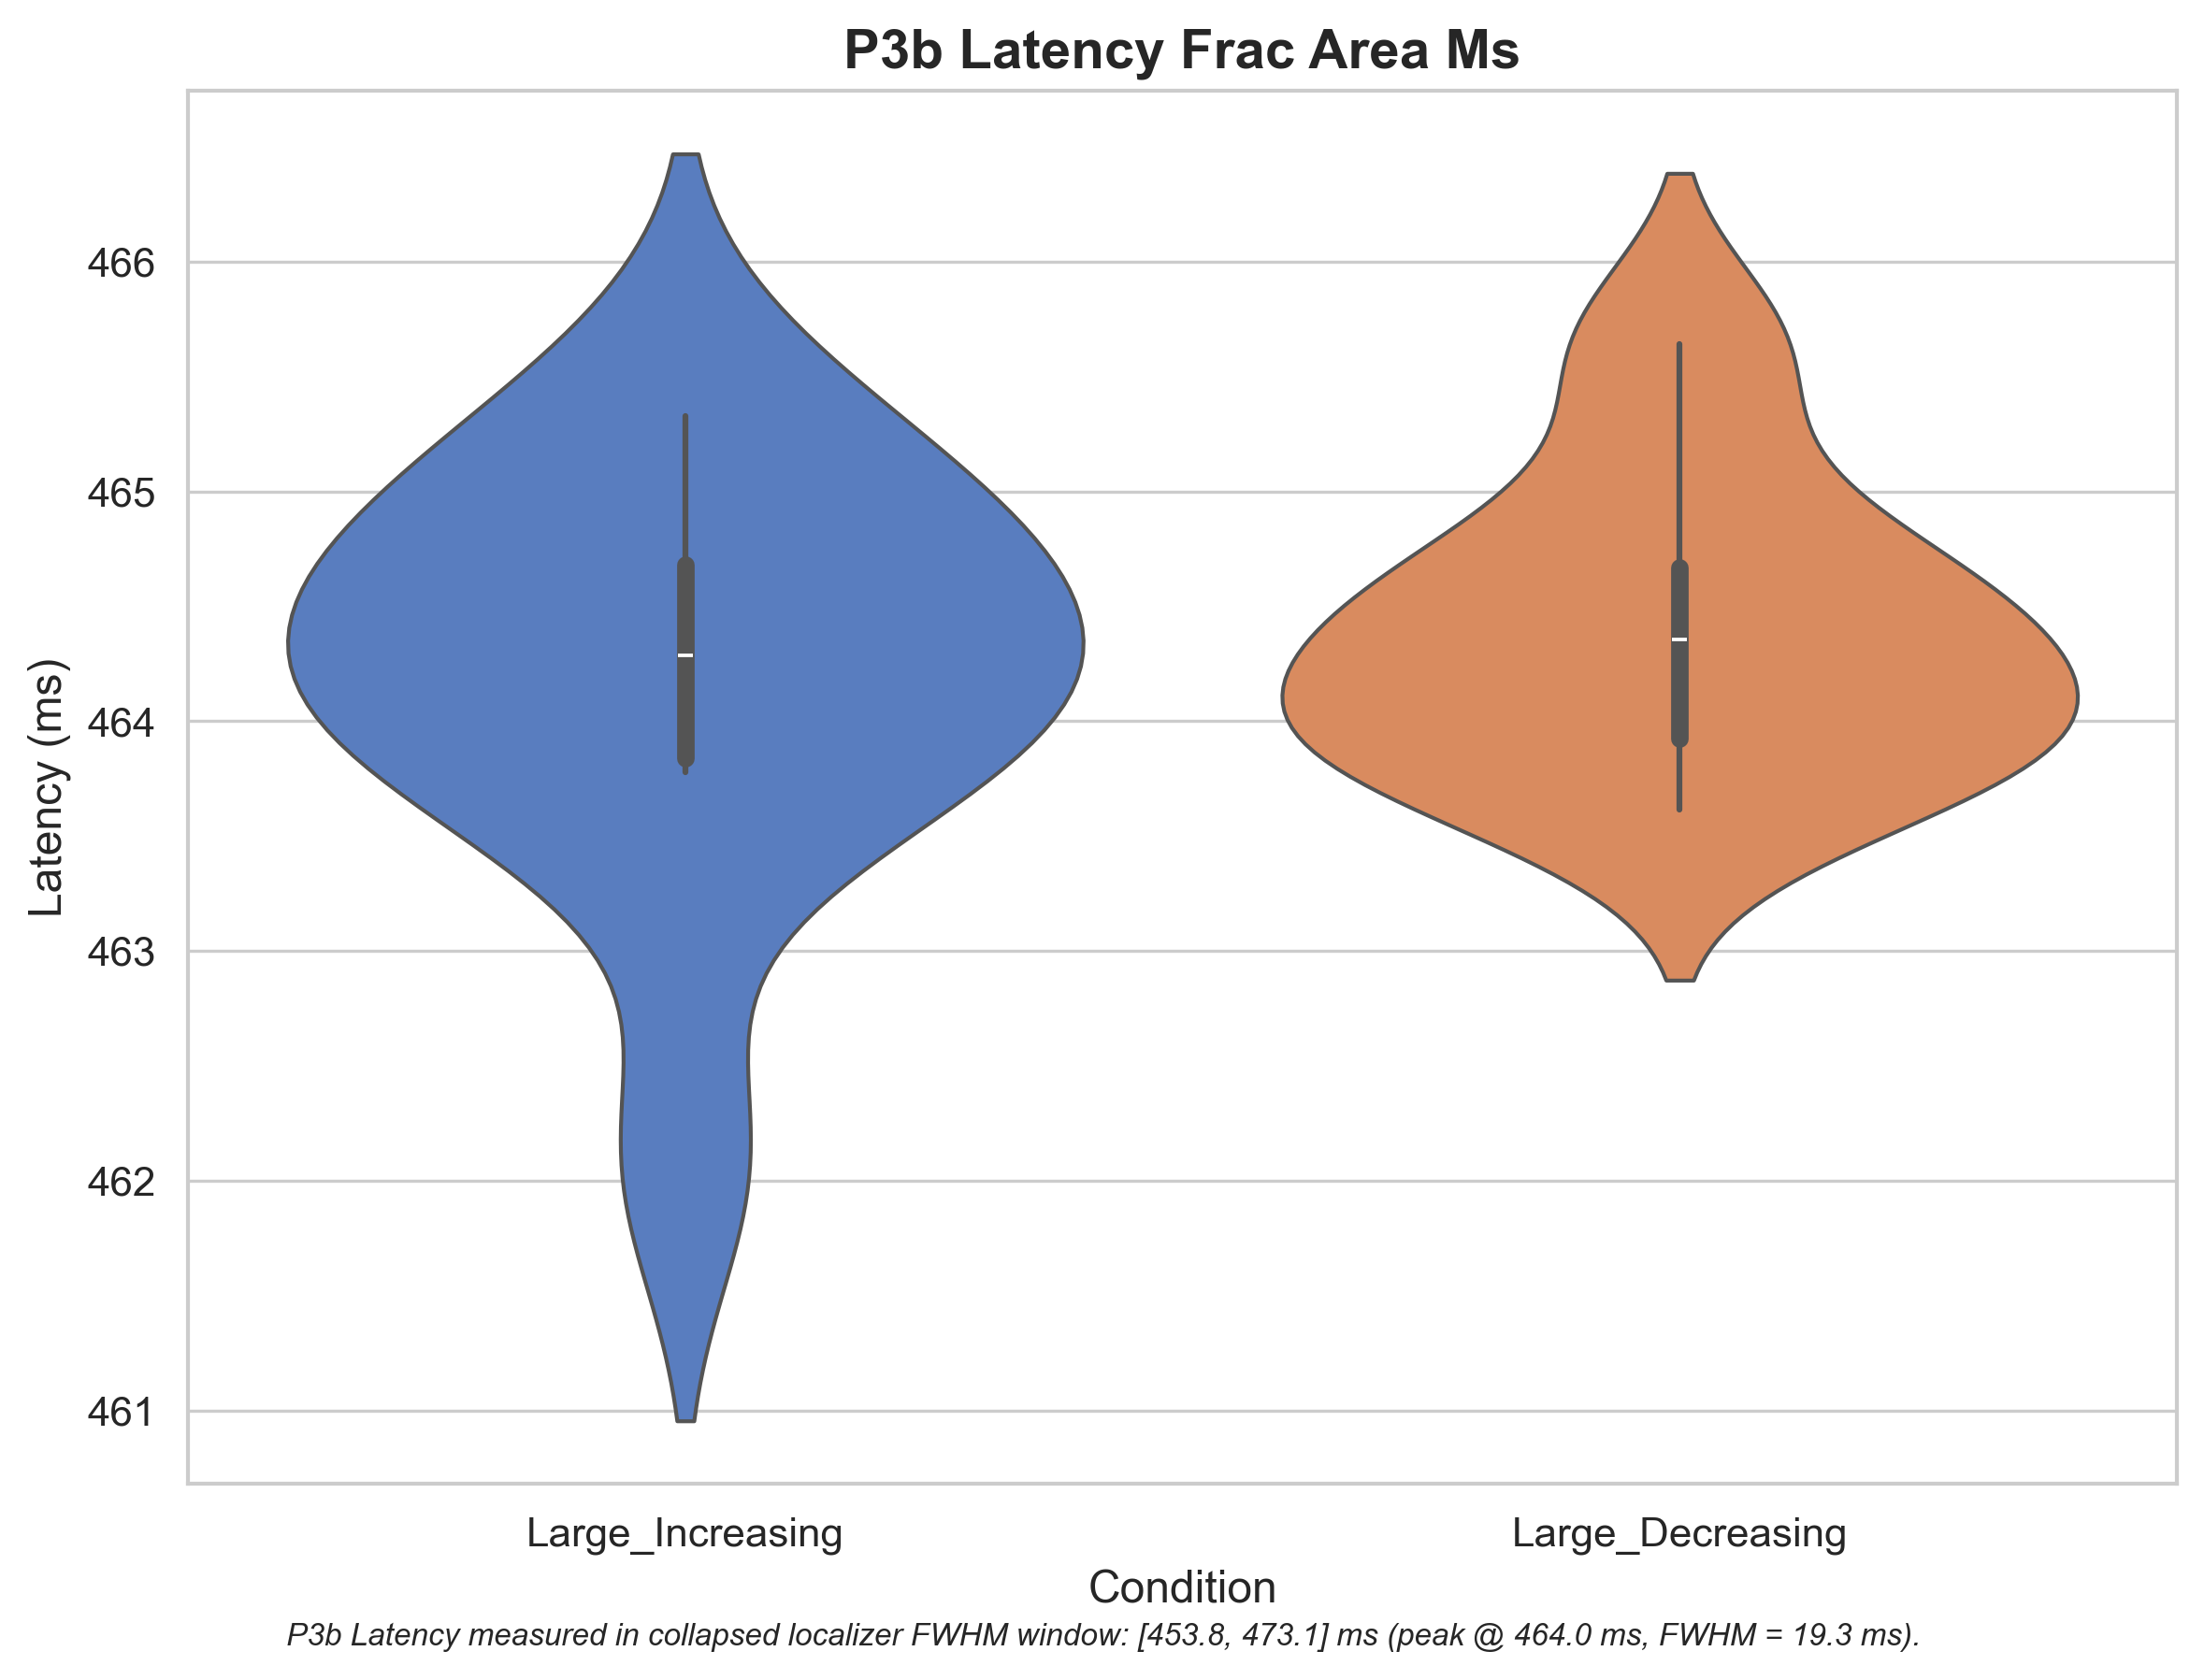 P3b Latency Frac Area Ms
Latency (ms)
466
465
464
463
462
461
Large_Increasing
Large_Decreasing
Condition
P3b Latency measured in collapsed localizer FWHM window: [453.8, 473.1] ms (peak @ 464.0 ms, FWHM = 19.3 ms).